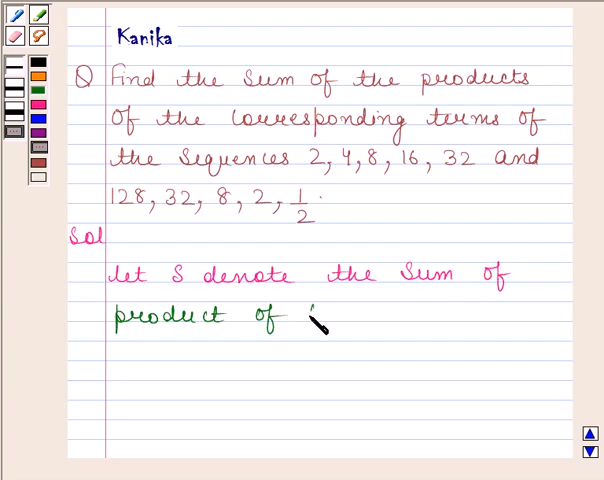 Kanika
Q Find the Sum of the products
of the corresponding terms of
the Sequences 2, 4, 8, 16, 32 and
128, 32, 8, 2, 1/2.
Sol
let S denote the Sum of
product of